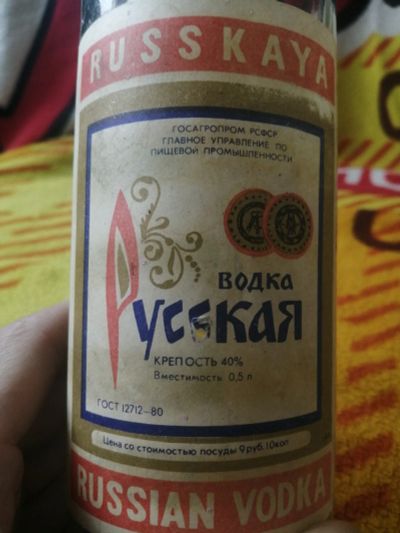 RUSSKAYA
ГОСАГРОПРОМ РСФСР
ГЛАВНОЕ УПРАВЛЕНИЕ ПО
ПИЩЕВОЙ ПРОМЫШЛЕННОСТИ
ВОДКА
Русская
КРЕПОСТЬ 40%
Вместимость 0,5 л
ГОСТ 12712-80
Цена со стоимостью посуды 9 руб. 10 коп
RUSSIAN VODKA